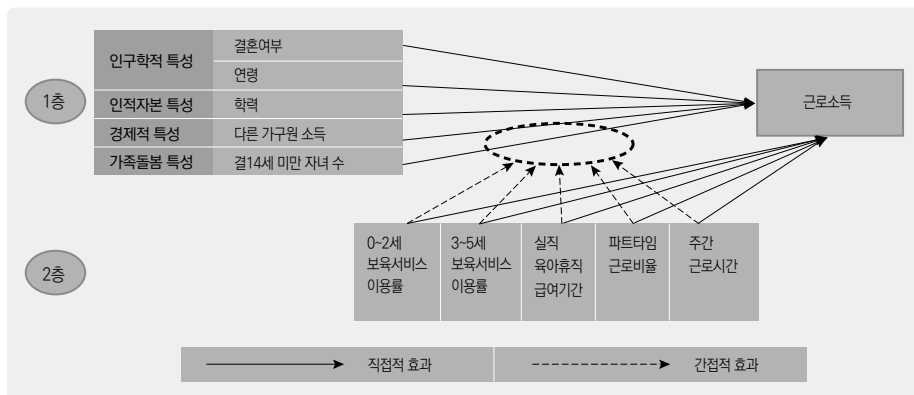 1층
인구학적 특성
결혼여부
연령
인적자본 특성
학력
경제적 특성
다른 가구원 소득
가족돌봄 특성
결14세 미만 자녀 수
근로소득
2층
0~2세
보육서비스
이용률
3~5세
보육서비스
이용률
실직
육아휴직
급여기간
파트타임
근로비율
주간
근로시간
직접적 효과
간접적 효과